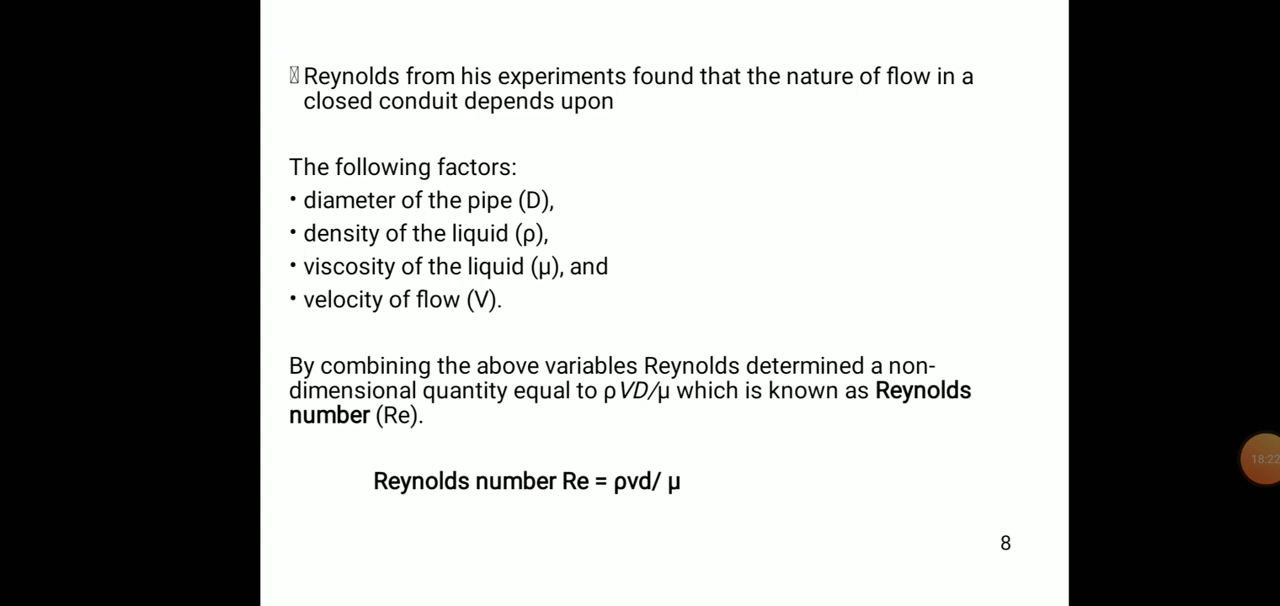 Reynolds from his experiments found that the nature of flow in a
closed conduit depends upon
The following factors:
• diameter of the pipe (D),
• density of the liquid (ρ),
• viscosity of the liquid (μ), and
• velocity of flow (V).
By combining the above variables Reynolds determined a non-
dimensional quantity equal to ρVD/μ which is known as Reynolds
number (Re).
Reynolds number Re = ρvd/ μ
8
18:22